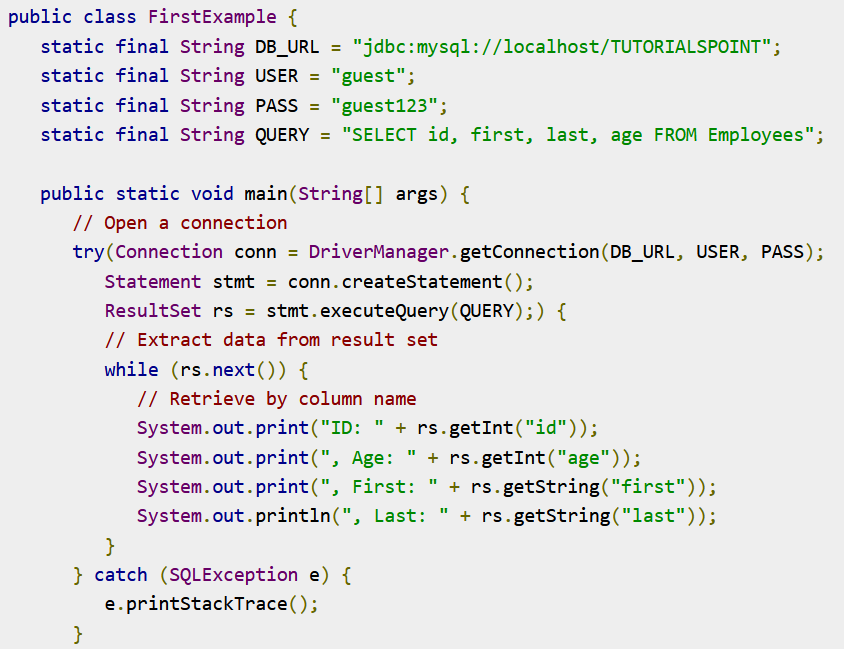 public class FirstExample {
   static final String DB_URL = "jdbc:mysql://localhost/TUTORIALSPOINT";
   static final String USER = "guest";
   static final String PASS = "guest123";
   static final String QUERY = "SELECT id, first, last, age FROM Employees";

   public static void main(String[] args) {
      // Open a connection
      try(Connection conn = DriverManager.getConnection(DB_URL, USER, PASS);
         Statement stmt = conn.createStatement();
         ResultSet rs = stmt.executeQuery(QUERY);) {
         // Extract data from result set
         while (rs.next()) {
            // Retrieve by column name
            System.out.print("ID: " + rs.getInt("id"));
            System.out.print(", Age: " + rs.getInt("age"));
            System.out.print(", First: " + rs.getString("first"));
            System.out.println(", Last: " + rs.getString("last"));
         }
      } catch (SQLException e) {
         e.printStackTrace();
      }